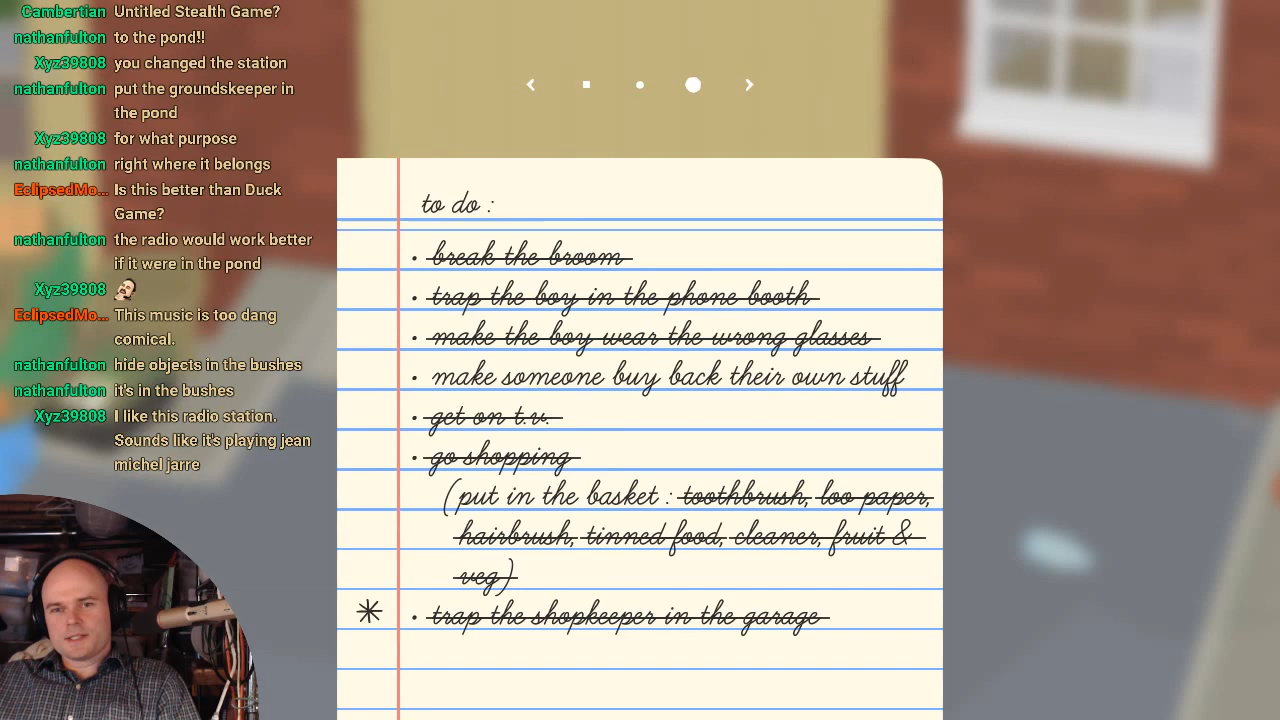 Cambertian Untitled Stealth Game?
nathanfulton to the pond!!
Xyz39808 you changed the station
nathanfulton put the groundskeeper in
the pond
Xyz39808 for what purpose
nathanfulton right where it belongs
EclipsedMo... Is this better than Duck
Game?
nathanfulton the radio would work better
if it were in the pond
Xyz39808
EclipsedMo... This music is too dang
comical.
nathanfulton hide objects in the bushes
nathanfulton it's in the bushes
Xyz39808 I like this radio station.
Sounds like it's playing jean
michel jarre
to do :
• break the broom
• trap the boy in the phone booth
• make the boy wear the wrong glasses
• make someone buy back their own stuff
• get on t.v.
• go shopping
(put in the basket : toothbrush, loo paper,
hairbrush, tinned food, cleaner, fruit &
veg)
* • trap the shopkeeper in the garage